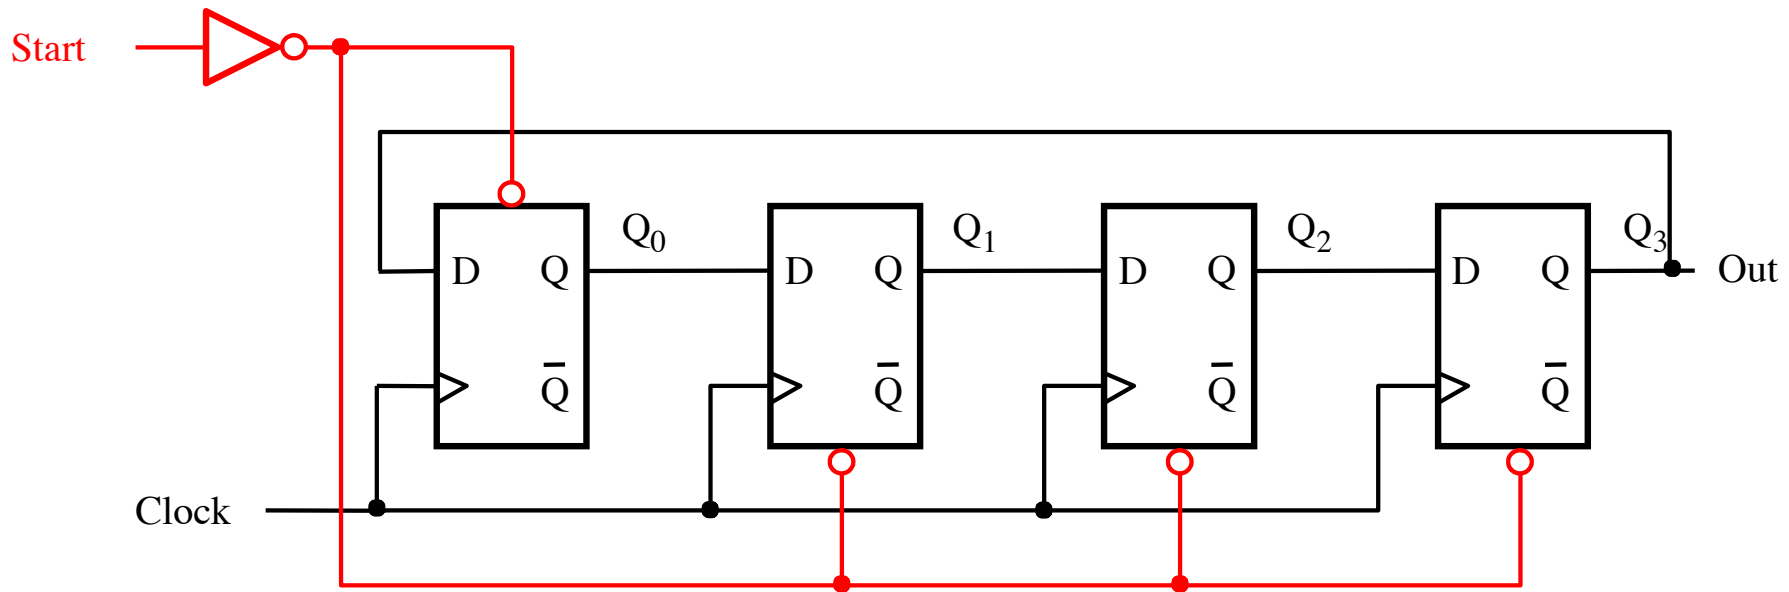 Start
Q0 Q1 Q2 Q3
D Q D Q D Q D Q Out
Q̅ Q̅ Q̅ Q̅
Clock